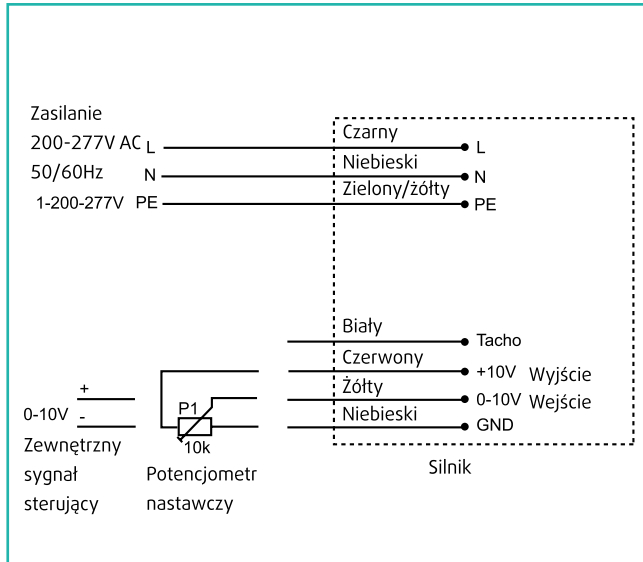 Zasilanie
200-277V AC L
50/60Hz N
1-200-277V PE
Czarny
L
Niebieski
N
Zielony/żółty
PE
Biały
Tacho
Czerwony
+10V Wyjście
Żółty
0-10V Wejście
Niebieski
GND
+
0-10V -
Zewnętrzny
sygnał
sterujący
P1
10k
Potencjometr
nastawczy
Silnik